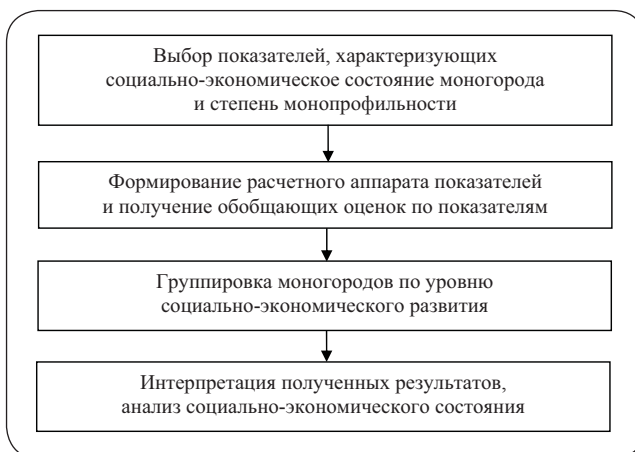 Выбор показателей, характеризующих
социально-экономическое состояние моногорода
и степень монопрофильности
Формирование расчетного аппарата показателей
и получение обобщающих оценок по показателям
Группировка моногородов по уровню
социально-экономического развития
Интерпретация полученных результатов,
анализ социально-экономического состояния